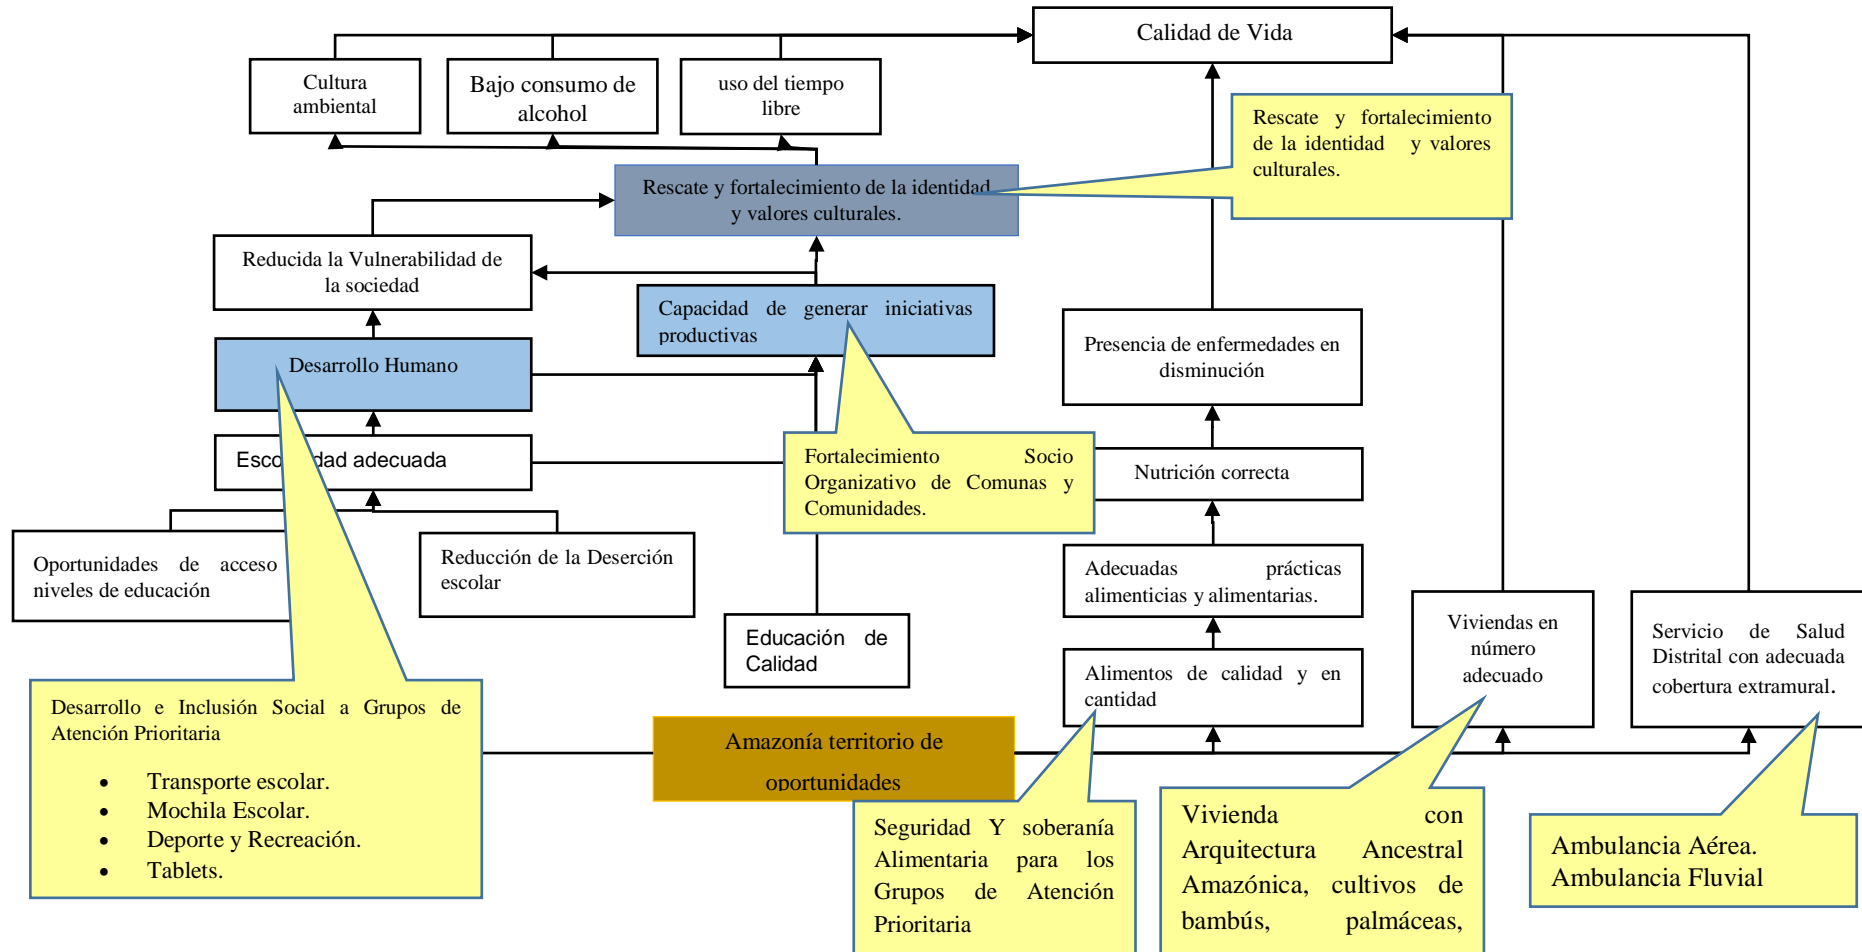 Calidad de Vida
Cultura
ambiental
Bajo consumo de
alcohol
uso del tiempo
libre
Rescate y fortalecimiento
de la identidad y valores
culturales.
Rescate y fortalecimiento de la identidad
y valores culturales.
Reducida la Vulnerabilidad de
la sociedad
Capacidad de generar iniciativas
productivas
Presencia de enfermedades en
disminución
Desarrollo Humano
Fortalecimiento Socio
Organizativo de Comunas y
Comunidades.
adecuada
Nutrición correcta
Oportunidades de acceso
niveles de educación
Reducción de la Deserción
escolar
Adecuadas prácticas
alimenticias y alimentarias.
Educación de
Calidad
Viviendas en
número
adecuado
Servicio de Salud
Distrital con adecuada
cobertura extramural.
Alimentos de calidad y en
cantidad
Desarrollo e Inclusión Social a Grupos de
Atención Prioritaria
• Transporte escolar.
• Mochila Escolar.
• Deporte y Recreación.
• Tablets.
Amazonía territorio de
oportunidades
Seguridad Y soberanía
Alimentaria para los
Grupos de Atención
Prioritaria
Vivienda con
Arquitectura Ancestral
Amazónica, cultivos de
bambús, palmáceas,
Ambulancia Aérea.
Ambulancia Fluvial